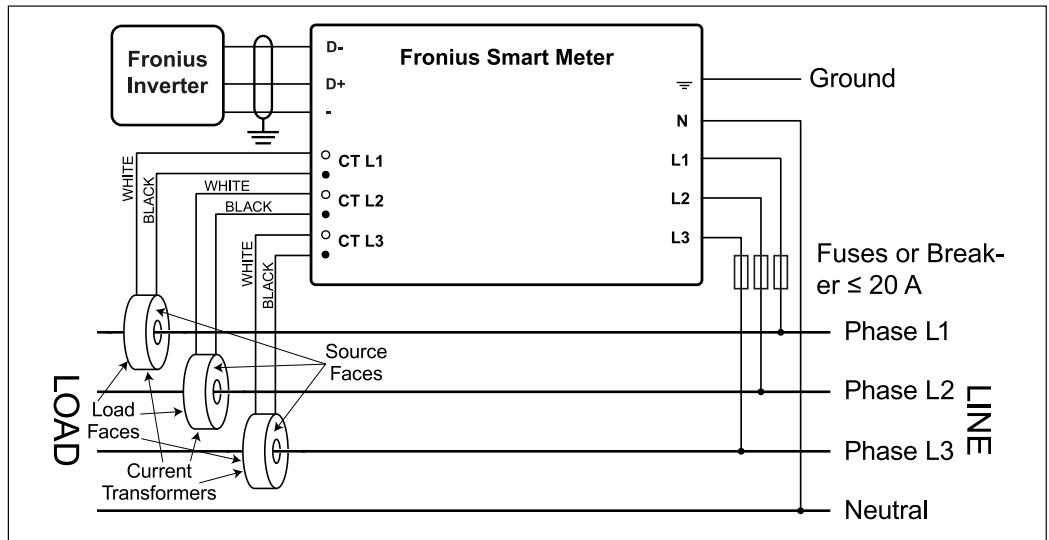 Fronius
Inverter
D-
D+
-
Fronius Smart Meter
Ground
N
CT L1
CT L2
CT L3
L1
L2
L3
WHITE
BLACK
WHITE
BLACK
WHITE
BLACK
Fuses or Break-
er ≤ 20 A
Source
Faces
Phase L1
Phase L2
Phase L3
Neutral
LOAD
LINE
Load
Faces
Current
Transformers